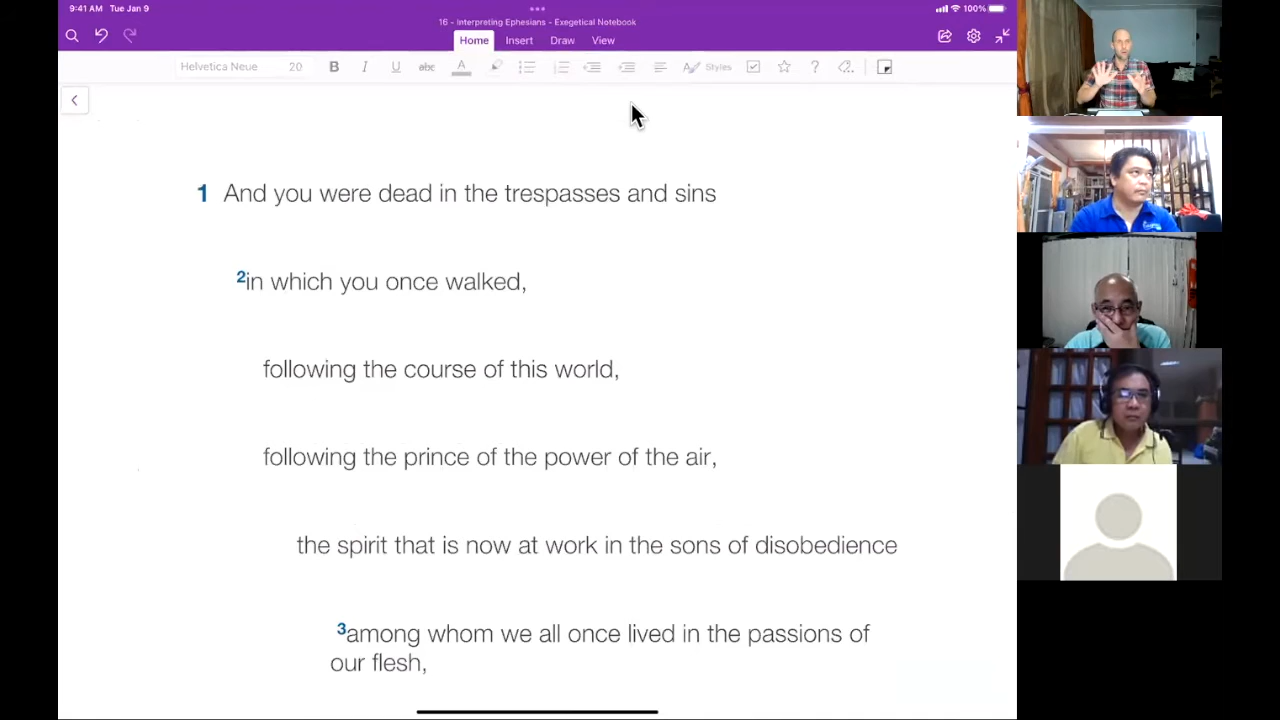 9:41 AM Tue Jan 9
100%
16 - Interpreting Ephesians - Exegetical Notebook
Home Insert Draw View
Helvetica Neue 20 B I U abc A Styles ?
1 And you were dead in the trespasses and sins
2in which you once walked,
following the course of this world,
following the prince of the power of the air,
the spirit that is now at work in the sons of disobedience
3among whom we all once lived in the passions of
our flesh,